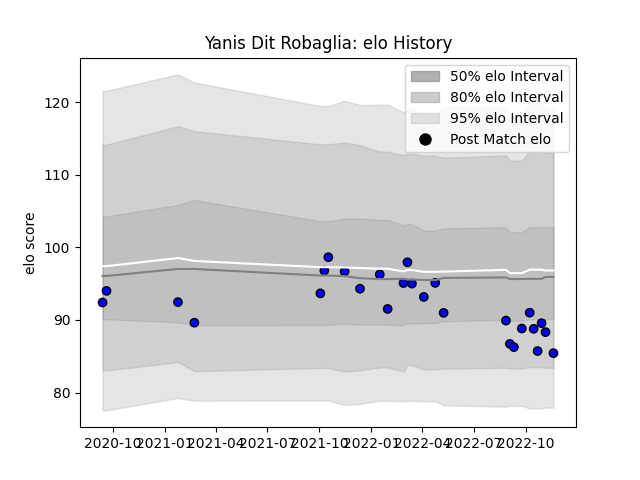 Yanis Dit Robaglia: elo History
50% elo Interval
80% elo Interval
95% elo Interval
Post Match elo
elo score
120
100
90
80
110
2020-10 2021-01 2021-04 2021-07 2021-10 2022-01 2022-04 2022-07 2022-10